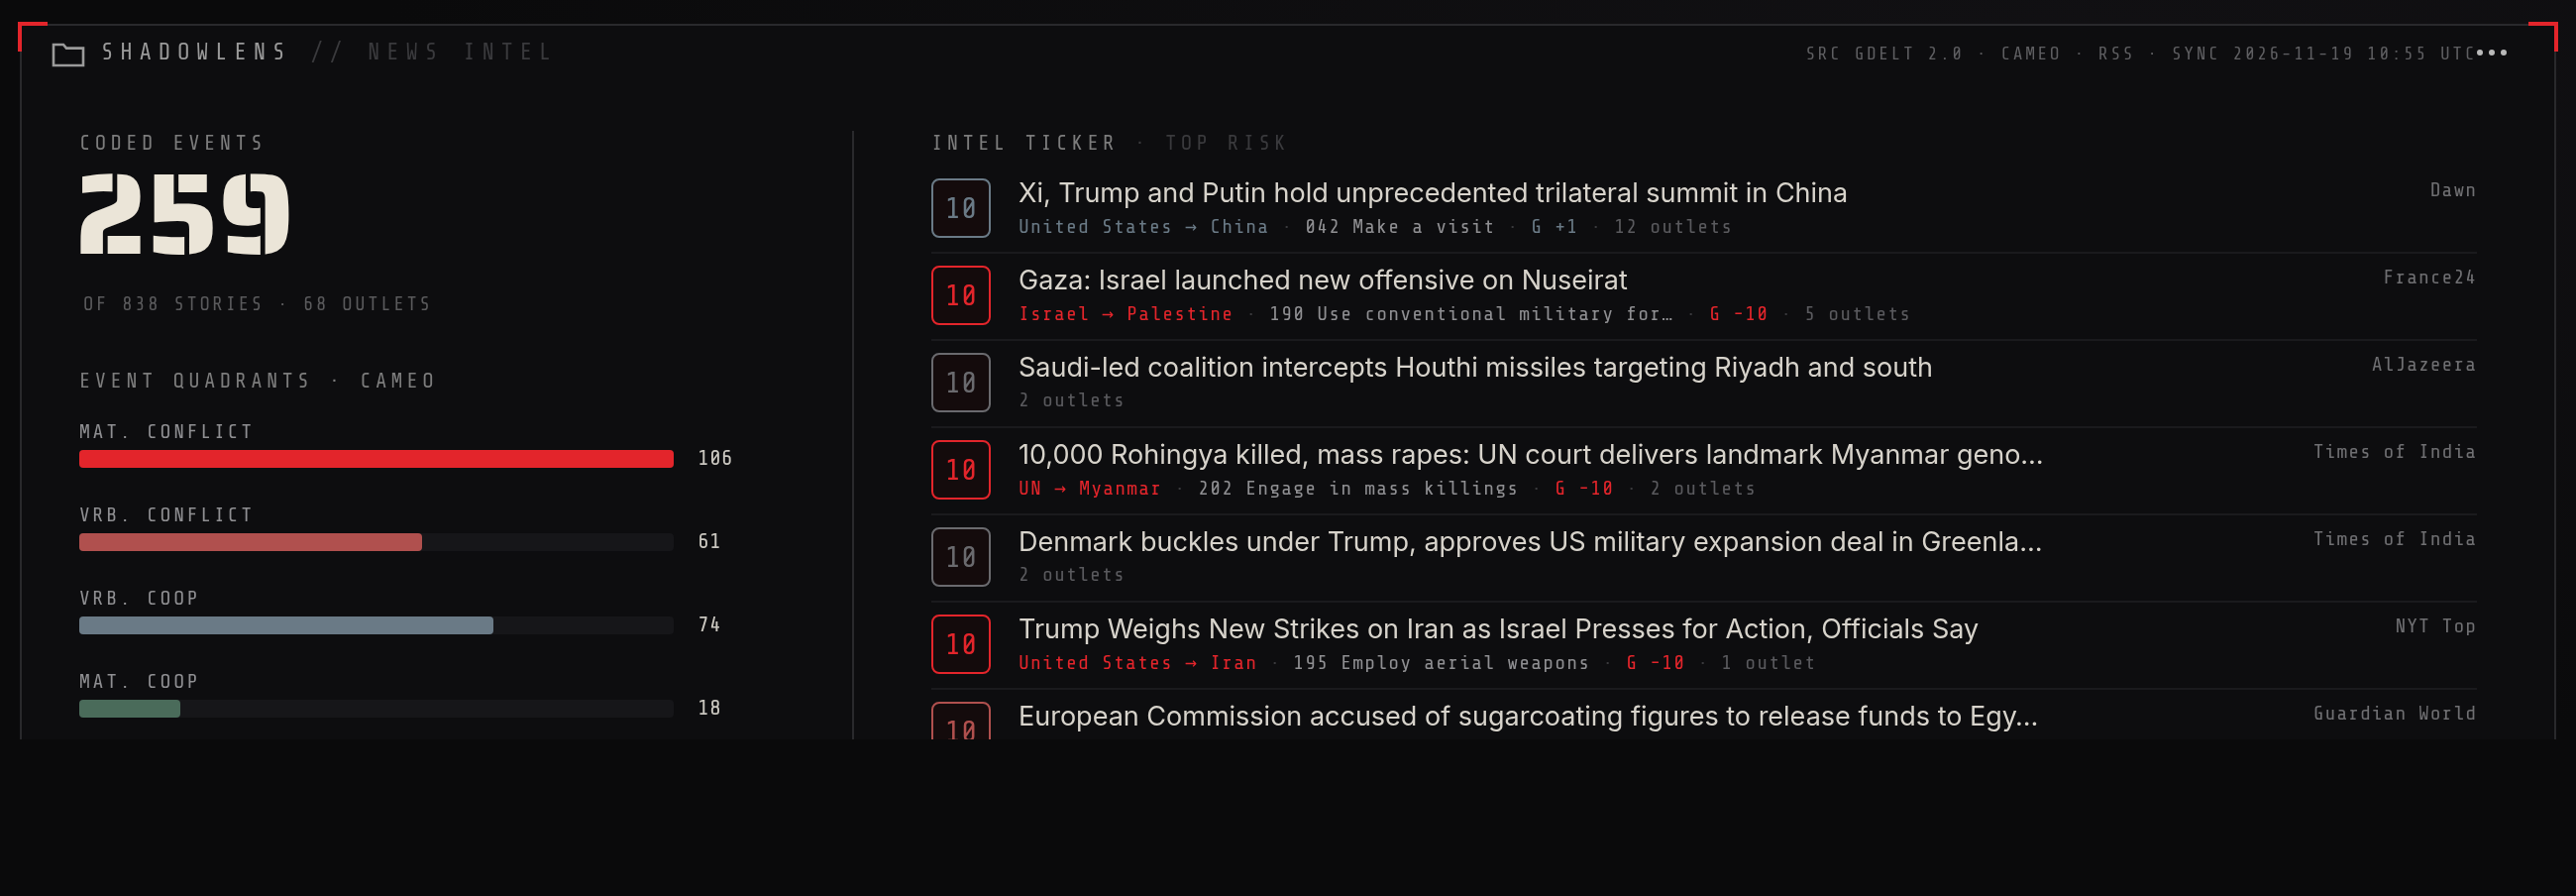 SHADOWLENS // NEWS INTEL
SRC GDELT 2.0 · CAMEO · RSS · SYNC 2026-11-19 10:55 UTC
CODED EVENTS
259
OF 838 STORIES · 68 OUTLETS
EVENT QUADRANTS · CAMEO
MAT. CONFLICT
106
VRB. CONFLICT
61
VRB. COOP
74
MAT. COOP
18
INTEL TICKER · TOP RISK
10 Xi, Trump and Putin hold unprecedented trilateral summit in China Dawn
United States → China · 042 Make a visit · G +1 · 12 outlets
10 Gaza: Israel launched new offensive on Nuseirat France24
Israel → Palestine · 190 Use conventional military for… · G -10 · 5 outlets
10 Saudi-led coalition intercepts Houthi missiles targeting Riyadh and south AlJazeera
2 outlets
10 10,000 Rohingya killed, mass rapes: UN court delivers landmark Myanmar geno… Times of India
UN → Myanmar · 202 Engage in mass killings · G -10 · 2 outlets
10 Denmark buckles under Trump, approves US military expansion deal in Greenla… Times of India
2 outlets
10 Trump Weighs New Strikes on Iran as Israel Presses for Action, Officials Say NYT Top
United States → Iran · 195 Employ aerial weapons · G -10 · 1 outlet
10 European Commission accused of sugarcoating figures to release funds to Egy… Guardian World